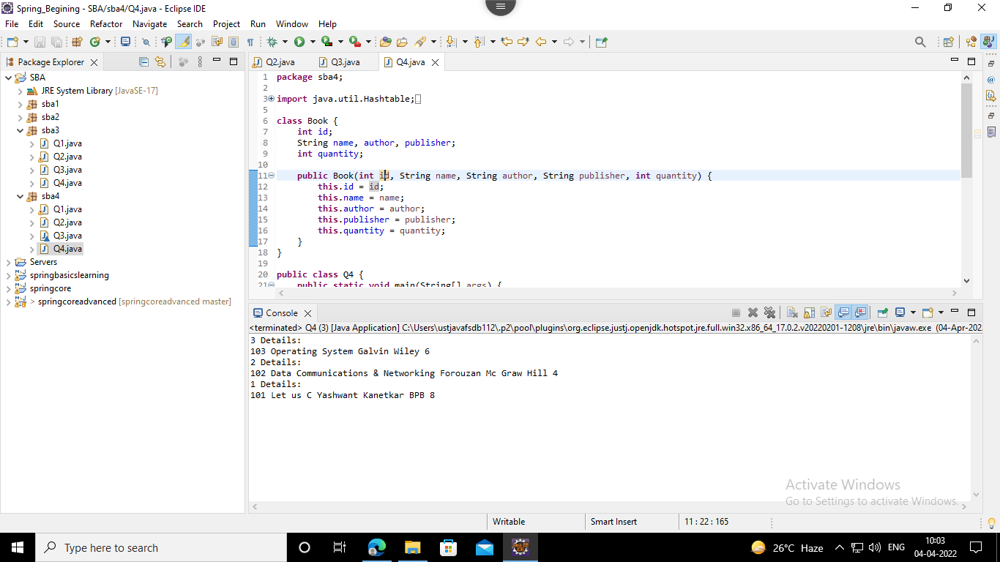 Spring_Begining - SBA/sba4/Q4.java - Eclipse IDE
File Edit Source Refactor Navigate Search Project Run Window Help
Package Explorer
SBA
JRE System Library [JavaSE-17]
sba1
sba2
sba3
Q1.java
Q2.java
Q3.java
Q4.java
sba4
Q1.java
Q2.java
Q3.java
Q4.java
Servers
springbasicslearning
springcore
> springcoreadvanced [springcoreadvanced master]
Q2.java Q3.java Q4.java
1 package sba4;
2
3 import java.util.Hashtable;
5
6 class Book {
7 int id;
8 String name, author, publisher;
9 int quantity;
10
11 public Book(int id, String name, String author, String publisher, int quantity) {
12 this.id = id;
13 this.name = name;
14 this.author = author;
15 this.publisher = publisher;
16 this.quantity = quantity;
17 }
18 }
19
20 public class Q4 {
21 public static void main(String[] args) {
Console
<terminated> Q4 (3) [Java Application] C:\Users\ustjavafsdb112\.p2\pool\plugins\org.eclipse.justj.openjdk.hotspot.jre.full.win32.x86_64_17.0.2.v20220201-1208\jre\bin\javaw.exe (04-Apr-202
3 Details:
103 Operating System Galvin Wiley 6
2 Details:
102 Data Communications & Networking Forouzan Mc Graw Hill 4
1 Details:
101 Let us C Yashwant Kanetkar BPB 8
Activate Windows
Go to Settings to activate Windows.
Writable Smart Insert 11 : 22 : 165
Type here to search
26°C Haze ENG 10:03
04-04-2022